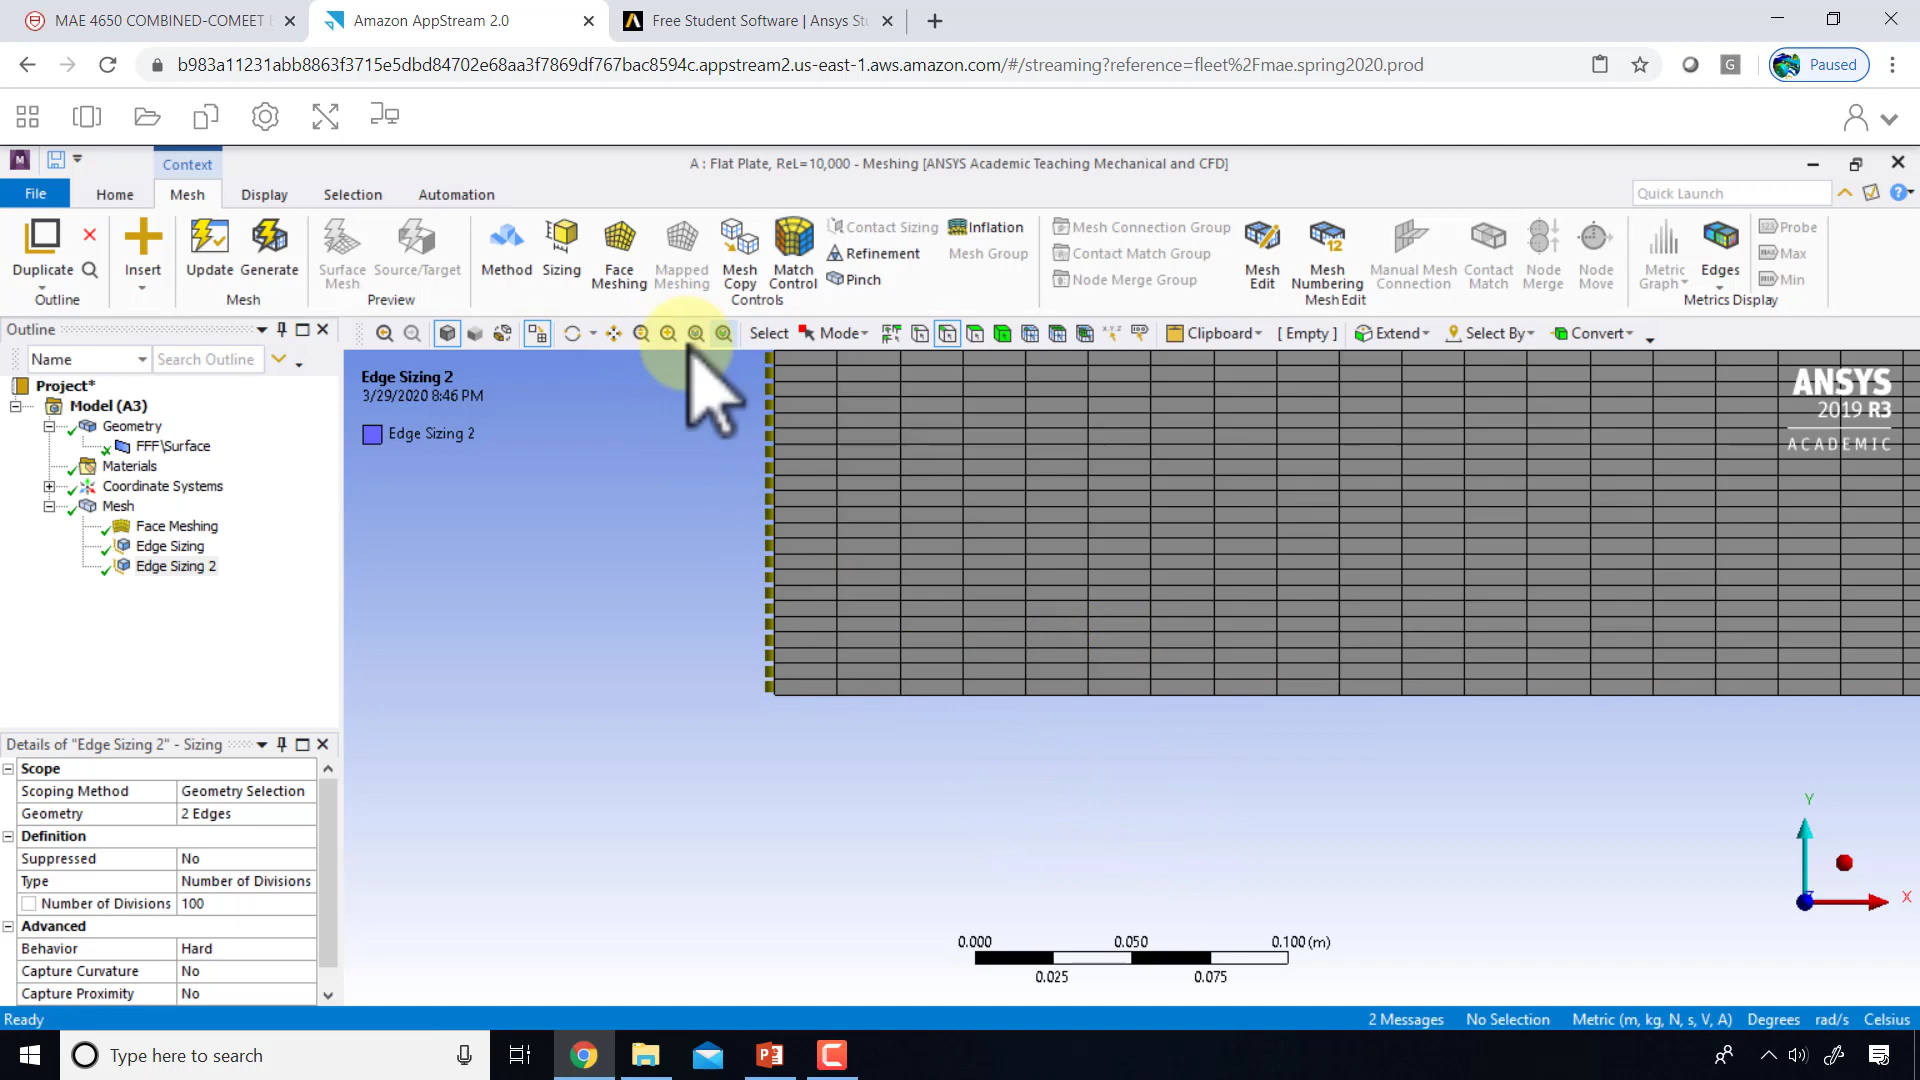 MAE 4650 COMBINED-COMEET E
Amazon AppStream 2.0
Free Student Software | Ansys Stu
b983a11231abb8863f3715e5dbd84702e68aa3f7869df767bac8594c.appstream2.us-east-1.aws.amazon.com/#/streaming?reference=fleet%2Fmae.spring2020.prod
G
Paused
M
Context
A : Flat Plate, ReL=10,000 - Meshing [ANSYS Academic Teaching Mechanical and CFD]
File
Home
Mesh
Display
Selection
Automation
Quick Launch
Duplicate
Outline
Insert
Update
Generate
Mesh
Surface Mesh
Source/Target
Preview
Method
Sizing
Face Meshing
Mapped Meshing
Mesh Copy
Match Control
Contact Sizing
Refinement
Pinch
Inflation
Mesh Group
Controls
Mesh Connection Group
Contact Match Group
Node Merge Group
Mesh Edit
12
Mesh Numbering
Manual Mesh Connection
Contact Match
Node Merge
Node Move
Mesh Edit
Metric Graph
Edges
Probe
Max
Min
Metrics Display
Outline
Name
Search Outline
Select
Mode
Clipboard
[ Empty ]
Extend
Select By
Convert
Project*
Model (A3)
Geometry
FFF\Surface
Materials
Coordinate Systems
Mesh
Face Meshing
Edge Sizing
Edge Sizing 2
Edge Sizing 2
3/29/2020 8:46 PM
Edge Sizing 2
ANSYS
2019 R3
ACADEMIC
Details of "Edge Sizing 2" - Sizing
Scope
Scoping Method Geometry Selection
Geometry 2 Edges
Definition
Suppressed No
Type Number of Divisions
Number of Divisions 100
Advanced
Behavior Hard
Capture Curvature No
Capture Proximity No
Y
X
0.000 0.050 0.100 (m)
0.025 0.075
Ready
2 Messages
No Selection
Metric (m, kg, N, s, V, A)
Degrees
rad/s
Celsius
Type here to search